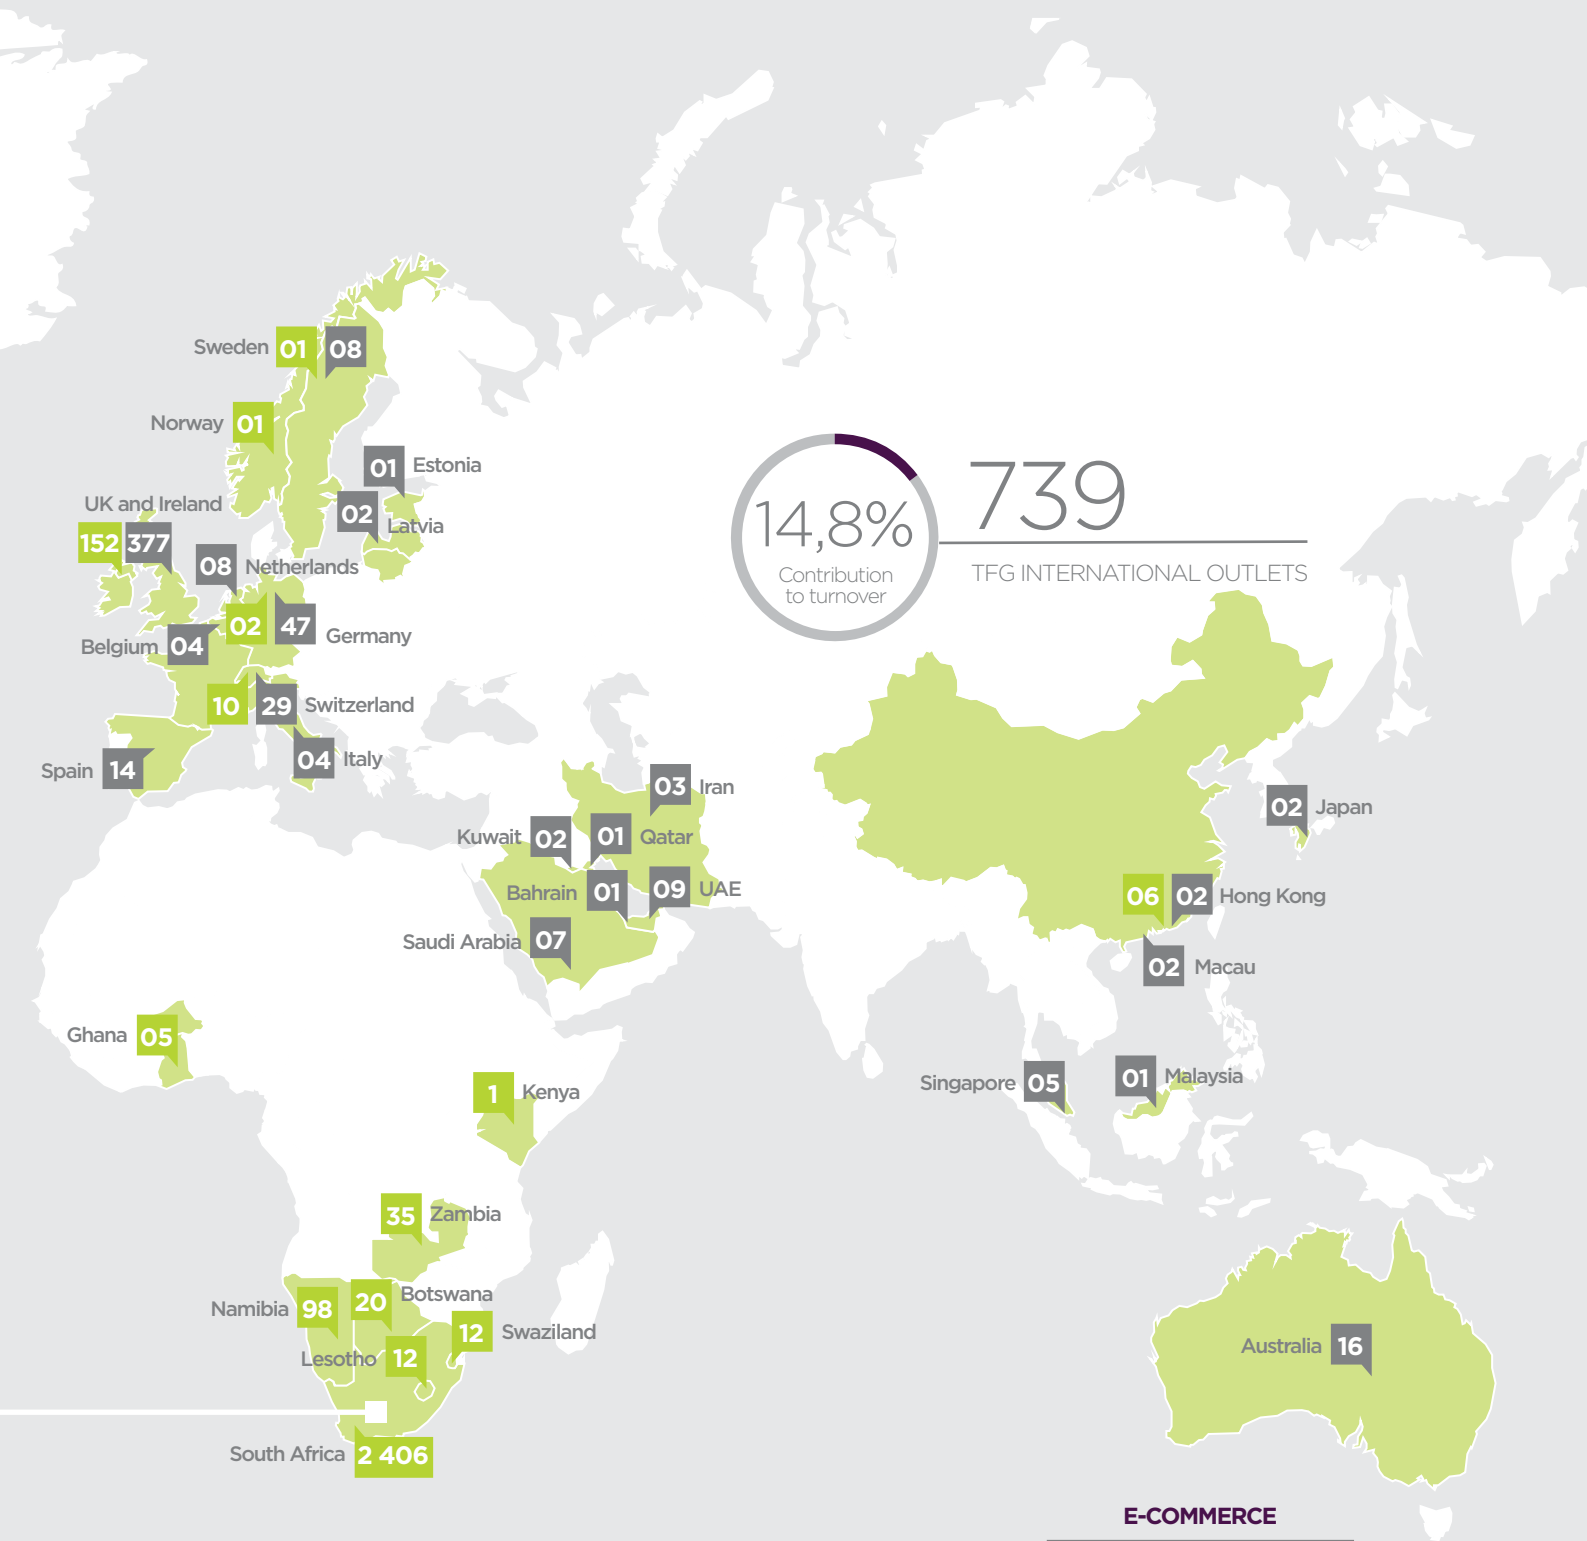 Sweden 01 08
Norway 01
01 Estonia
02 Latvia
UK and Ireland
152 377
08 Netherlands
02 47 Germany
Belgium 04
10 29 Switzerland
04 Italy
Spain 14
14,8%
Contribution
to turnover
739
TFG INTERNATIONAL OUTLETS
03 Iran
Kuwait 02
01 Qatar
Bahrain 01
09 UAE
Saudi Arabia 07
02 Japan
06 02 Hong Kong
02 Macau
Ghana 05
1 Kenya
Singapore 05
01 Malaysia
35 Zambia
Namibia 98
20 Botswana
12 Swaziland
Lesotho 12
South Africa 2 406
Australia 16
E-COMMERCE